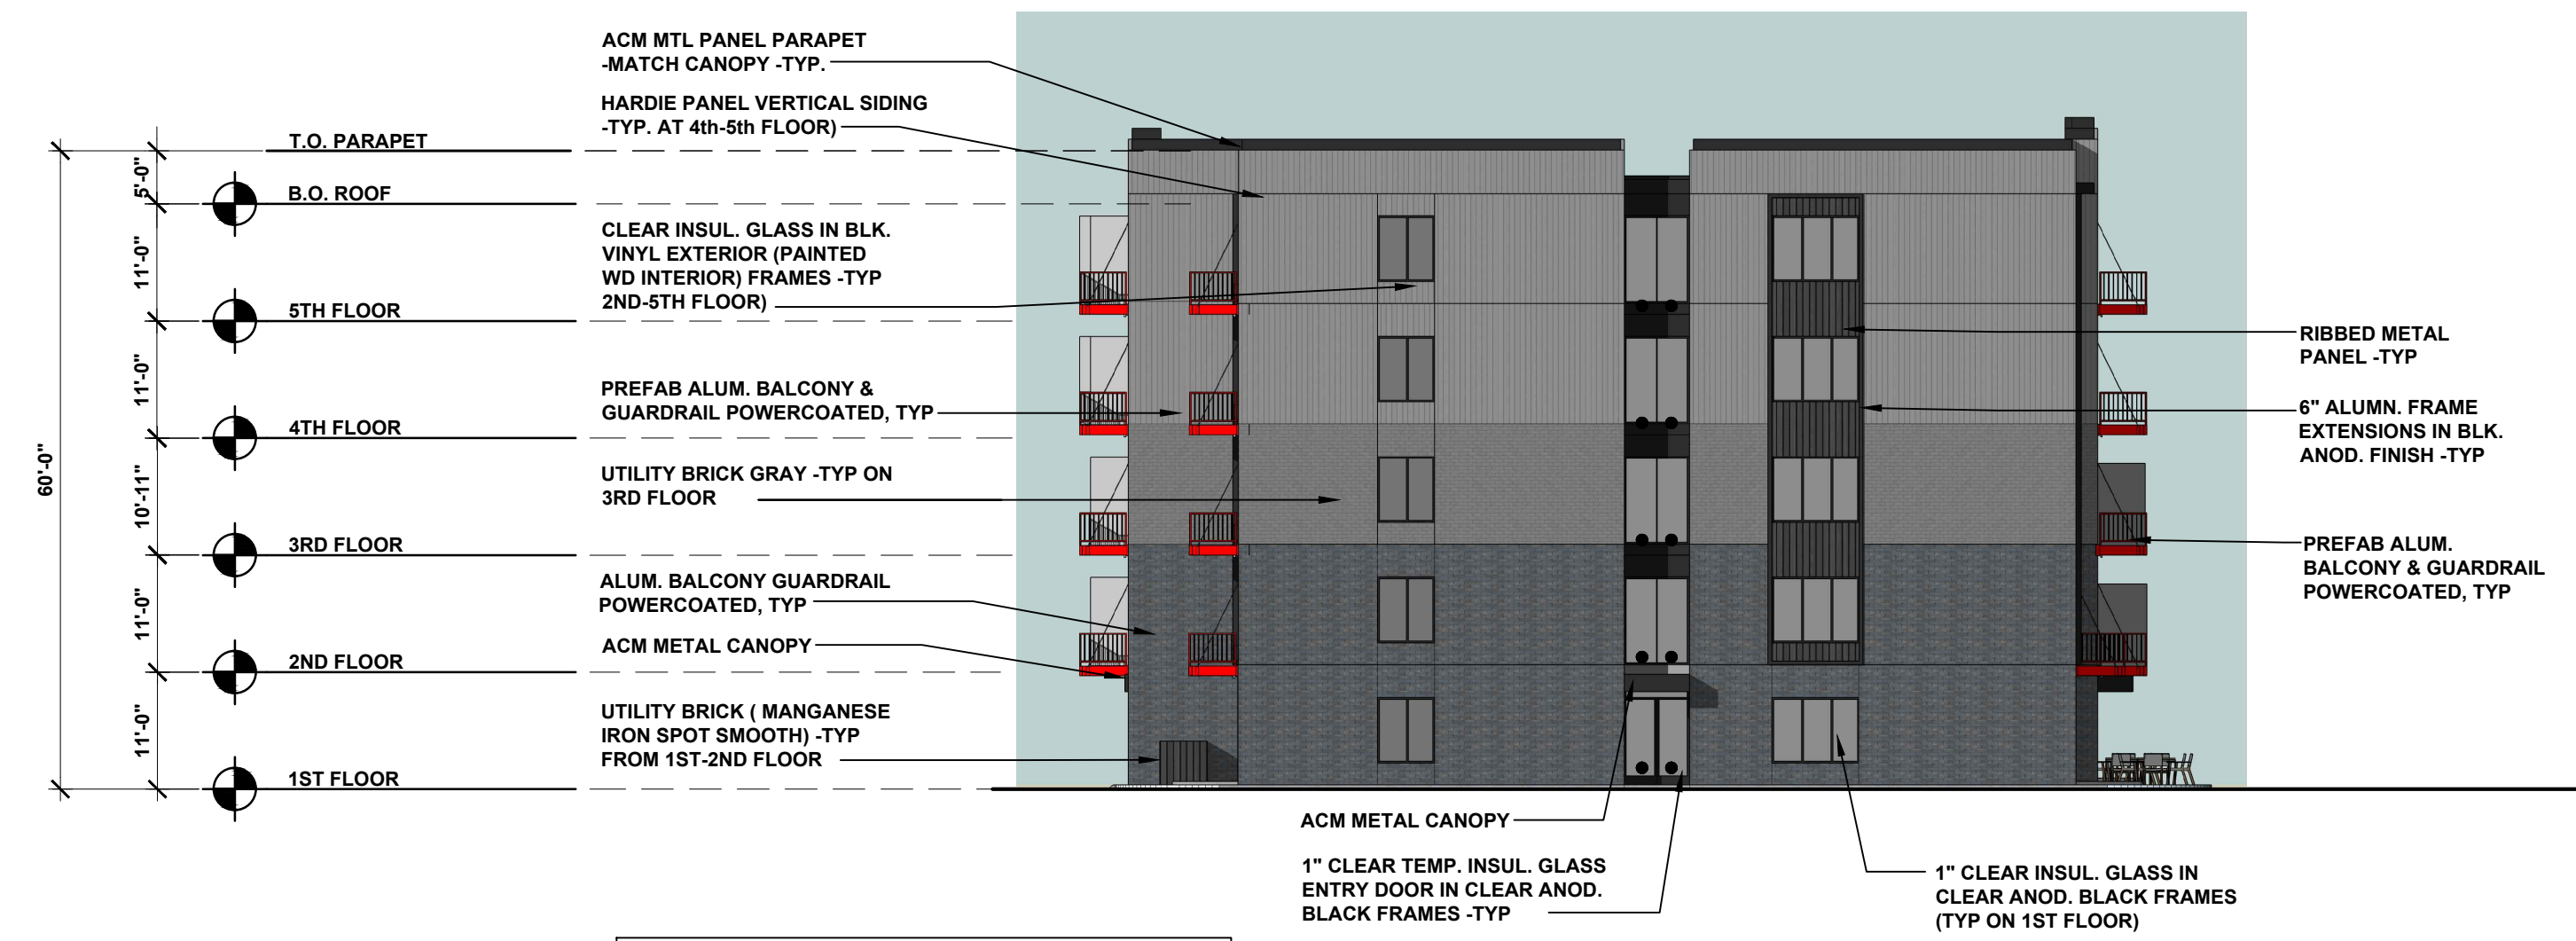 ACM MTL PANEL PARAPET
-MATCH CANOPY -TYP.
HARDIE PANEL VERTICAL SIDING
-TYP. AT 4th-5th FLOOR)
T.O. PARAPET
5'-0"
B.O. ROOF
CLEAR INSUL. GLASS IN BLK.
VINYL EXTERIOR (PAINTED
WD INTERIOR) FRAMES -TYP
2ND-5TH FLOOR)
11'-0"
5TH FLOOR
RIBBED METAL
PANEL -TYP
11'-0"
PREFAB ALUM. BALCONY &
GUARDRAIL POWERCOATED, TYP
6" ALUMN. FRAME
EXTENSIONS IN BLK.
ANOD. FINISH -TYP
4TH FLOOR
60'-0"
10'-11"
UTILITY BRICK GRAY -TYP ON
3RD FLOOR
3RD FLOOR
PREFAB ALUM.
BALCONY & GUARDRAIL
POWERCOATED, TYP
11'-0"
ALUM. BALCONY GUARDRAIL
POWERCOATED, TYP
ACM METAL CANOPY
2ND FLOOR
11'-0"
UTILITY BRICK ( MANGANESE
IRON SPOT SMOOTH) -TYP
FROM 1ST-2ND FLOOR
1ST FLOOR
ACM METAL CANOPY
1" CLEAR TEMP. INSUL. GLASS
ENTRY DOOR IN CLEAR ANOD.
BLACK FRAMES -TYP
1" CLEAR INSUL. GLASS IN
CLEAR ANOD. BLACK FRAMES
(TYP ON 1ST FLOOR)